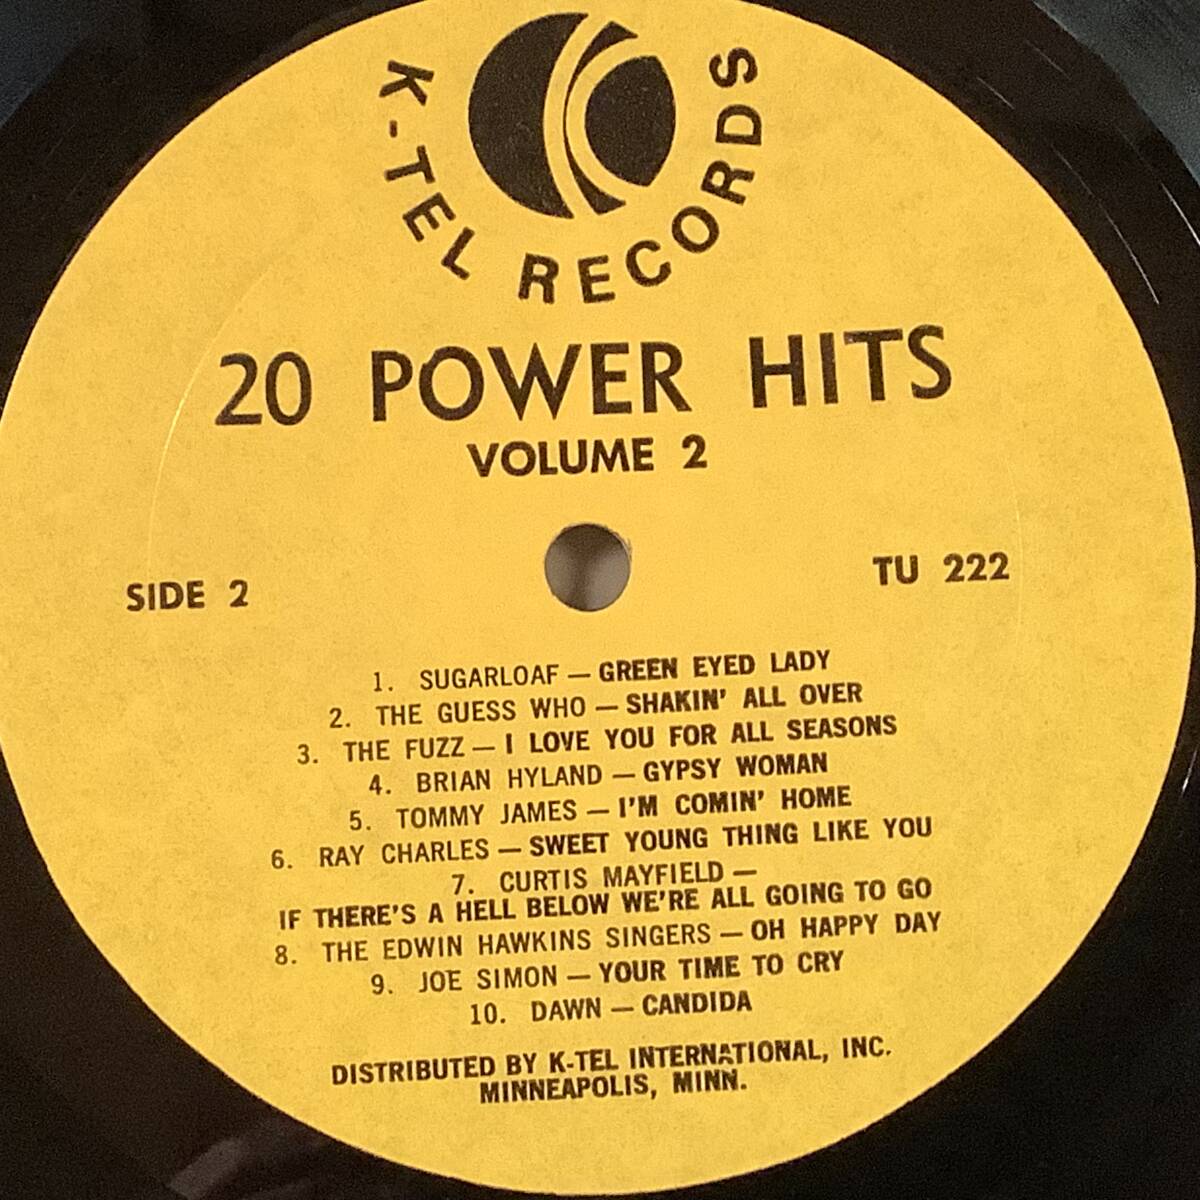 K-TEL RECORDS
20 POWER HITS
VOLUME 2
SIDE 2
TU 222
1. SUGARLOAF — GREEN EYED LADY
2. THE GUESS WHO — SHAKIN' ALL OVER
3. THE FUZZ — I LOVE YOU FOR ALL SEASONS
4. BRIAN HYLAND — GYPSY WOMAN
5. TOMMY JAMES — I'M COMIN' HOME
6. RAY CHARLES — SWEET YOUNG THING LIKE YOU
7. CURTIS MAYFIELD —
IF THERE'S A HELL BELOW WE'RE ALL GOING TO GO
8. THE EDWIN HAWKINS SINGERS — OH HAPPY DAY
9. JOE SIMON — YOUR TIME TO CRY
10. DAWN — CANDIDA
DISTRIBUTED BY K-TEL INTERNATIONAL, INC.
MINNEAPOLIS, MINN.